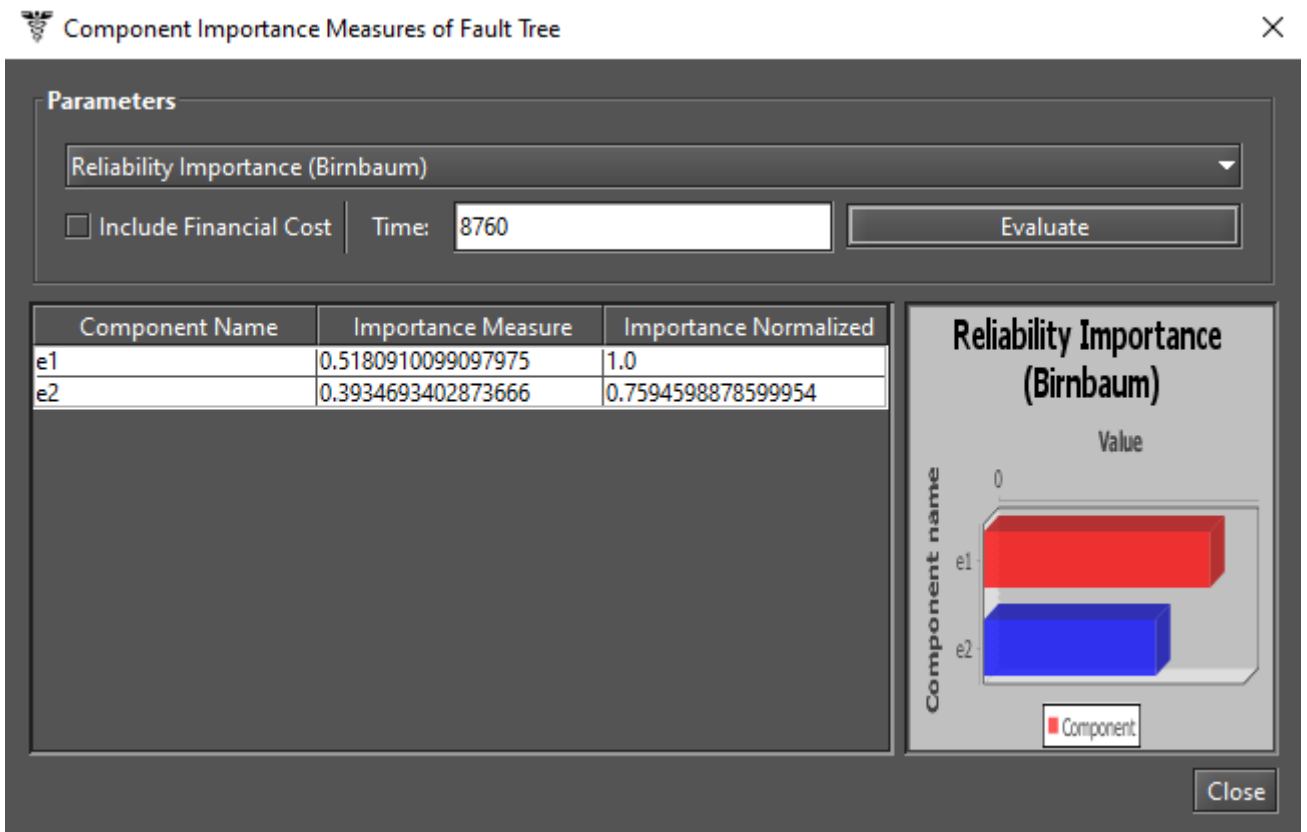 Component Importance Measures of Fault Tree
Parameters
Reliability Importance (Birnbaum)
Include Financial Cost Time: 8760 Evaluate
Component Name Importance Measure Importance Normalized
e1 0.5180910099097975 1.0
e2 0.3934693402873666 0.7594598878599954
Reliability Importance
(Birnbaum)
Value
0
Component name
e1
e2
Component
Close